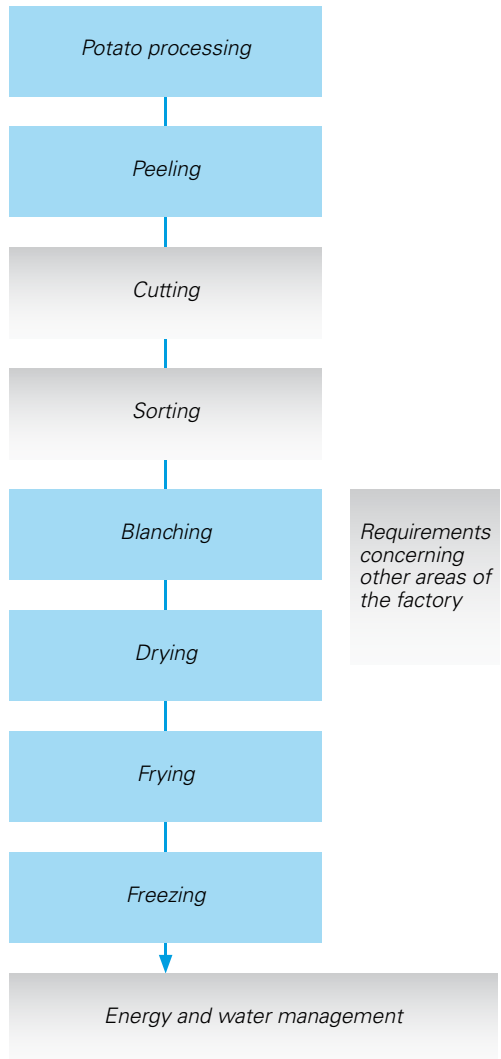 Potato processing
Peeling
Cutting
Sorting
Blanching
Requirements
concerning
other areas of
the factory
Drying
Frying
Freezing
Energy and water management